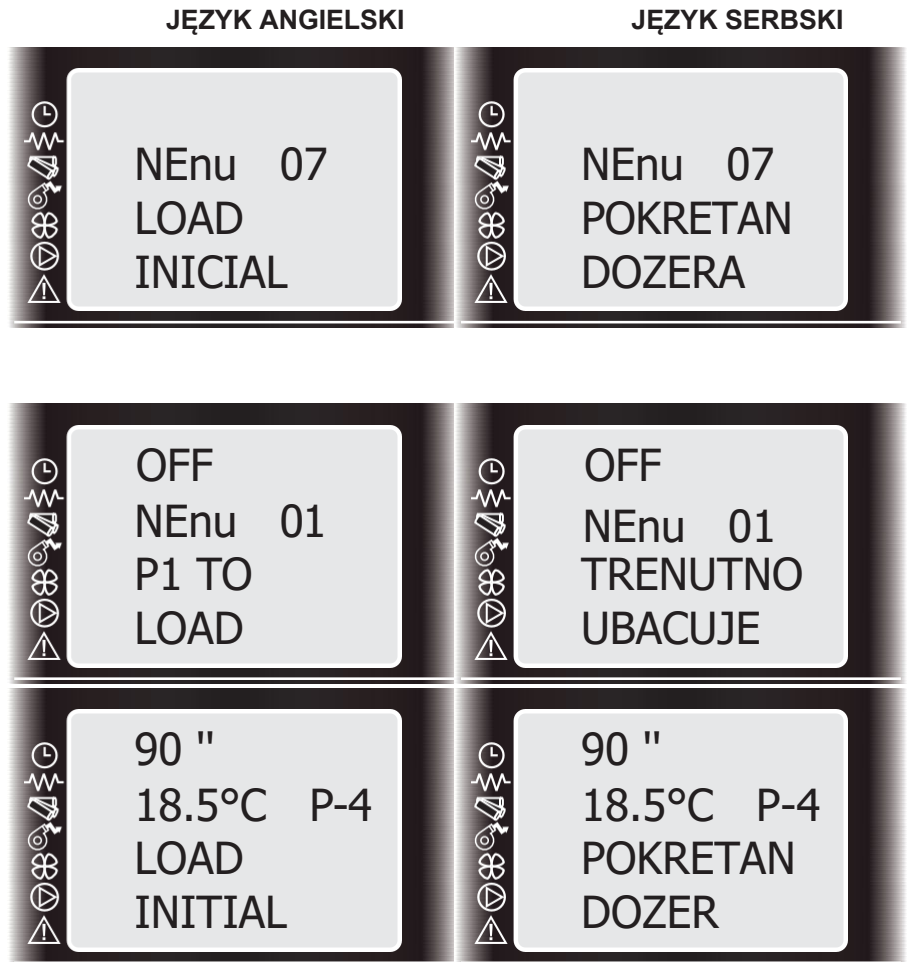 JĘZYK ANGIELSKI
JĘZYK SERBSKI
NEnu 07
LOAD
INICIAL
NEnu 07
POKRETAN
DOZERA
OFF
NEnu 01
P1 TO
LOAD
OFF
NEnu 01
TRENUTNO
UBACUJE
90 "
18.5°C P-4
LOAD
INITIAL
90 "
18.5°C P-4
POKRETAN
DOZER